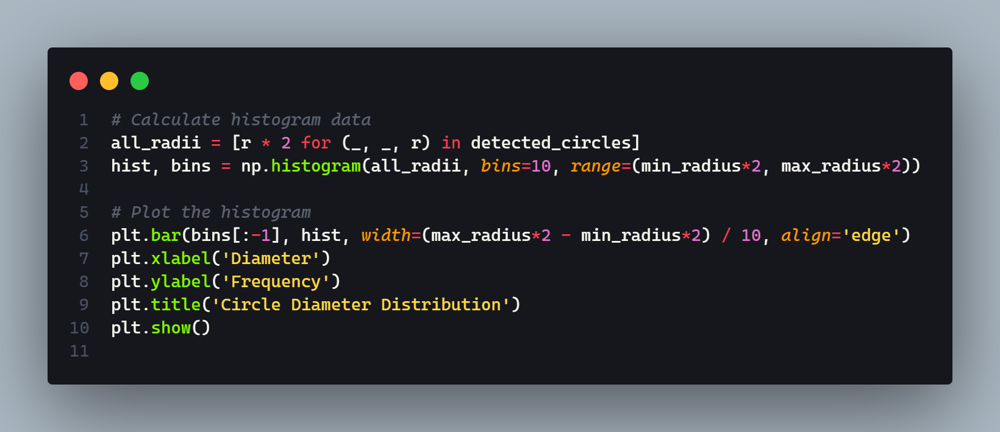 1 # Calculate histogram data
2 all_radii = [r * 2 for (_, _, r) in detected_circles]
3 hist, bins = np.histogram(all_radii, bins=10, range=(min_radius*2, max_radius*2))
4
5 # Plot the histogram
6 plt.bar(bins[:-1], hist, width=(max_radius*2 - min_radius*2) / 10, align='edge')
7 plt.xlabel('Diameter')
8 plt.ylabel('Frequency')
9 plt.title('Circle Diameter Distribution')
10 plt.show()
11